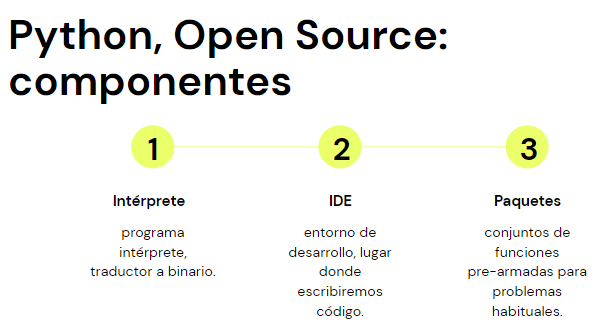 Python, Open Source:
componentes
1
2
3
Intérprete
IDE
Paquetes
programa
intérprete,
traductor a binario.
entorno de
desarrollo, lugar
donde
escribiremos
código.
conjuntos de
funciones
pre-armadas para
problemas
habituales.